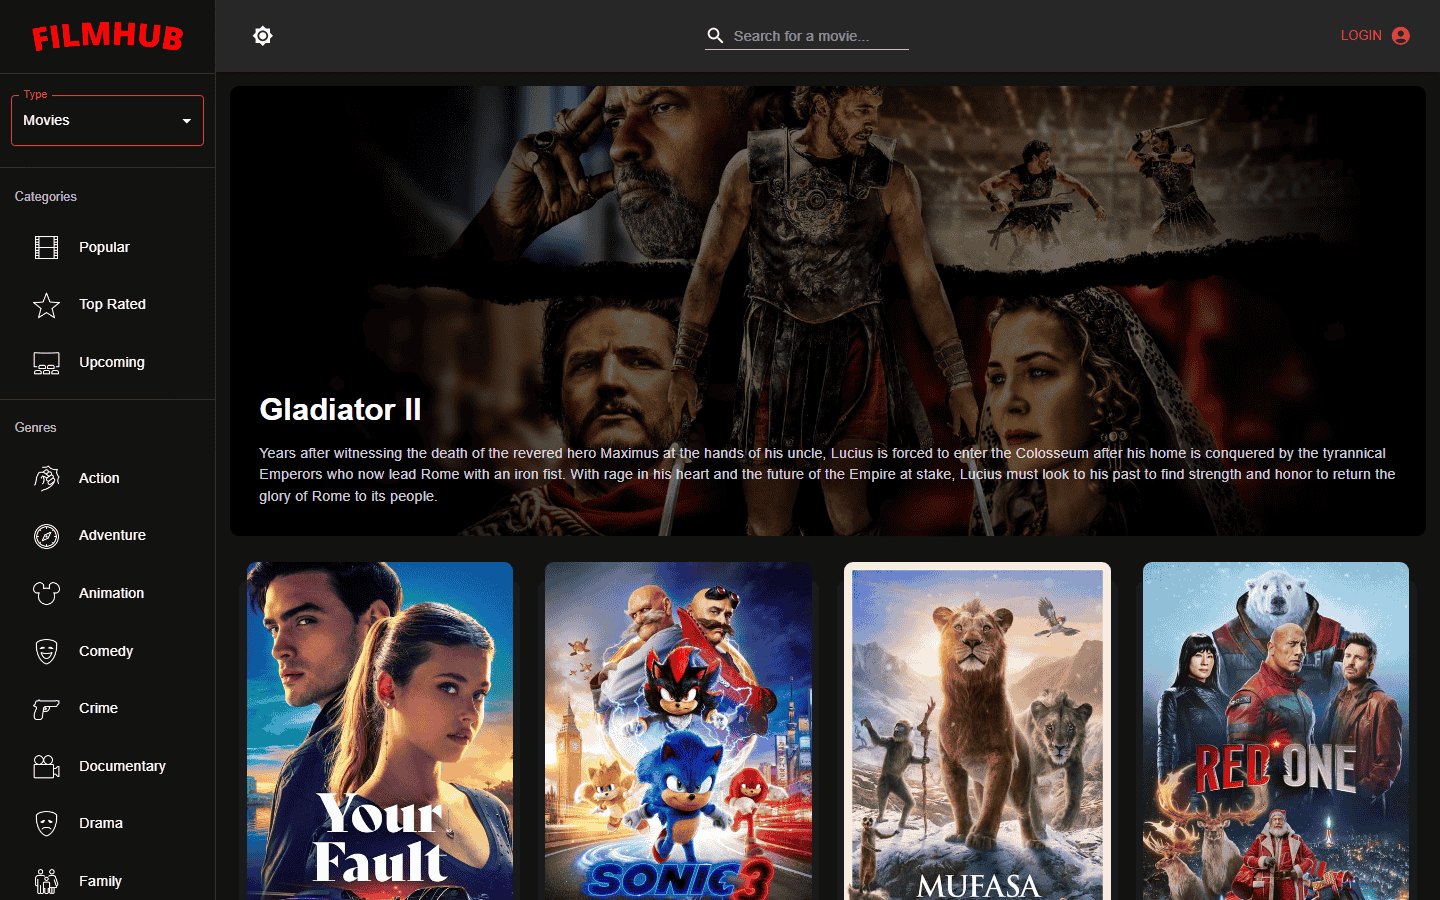 FILMHUB
Search for a movie...
LOGIN
Type
Movies
Categories
Popular
Top Rated
Upcoming
Genres
Action
Adventure
Animation
Comedy
Crime
Documentary
Drama
Family
Gladiator II
Years after witnessing the death of the revered hero Maximus at the hands of his uncle, Lucius is forced to enter the Colosseum after his home is conquered by the tyrannical
Emperors who now lead Rome with an iron fist. With rage in his heart and the future of the Empire at stake, Lucius must look to his past to find strength and honor to return the
glory of Rome to its people.
Your
Fault
SONIC 3
MUFASA
RED ONE